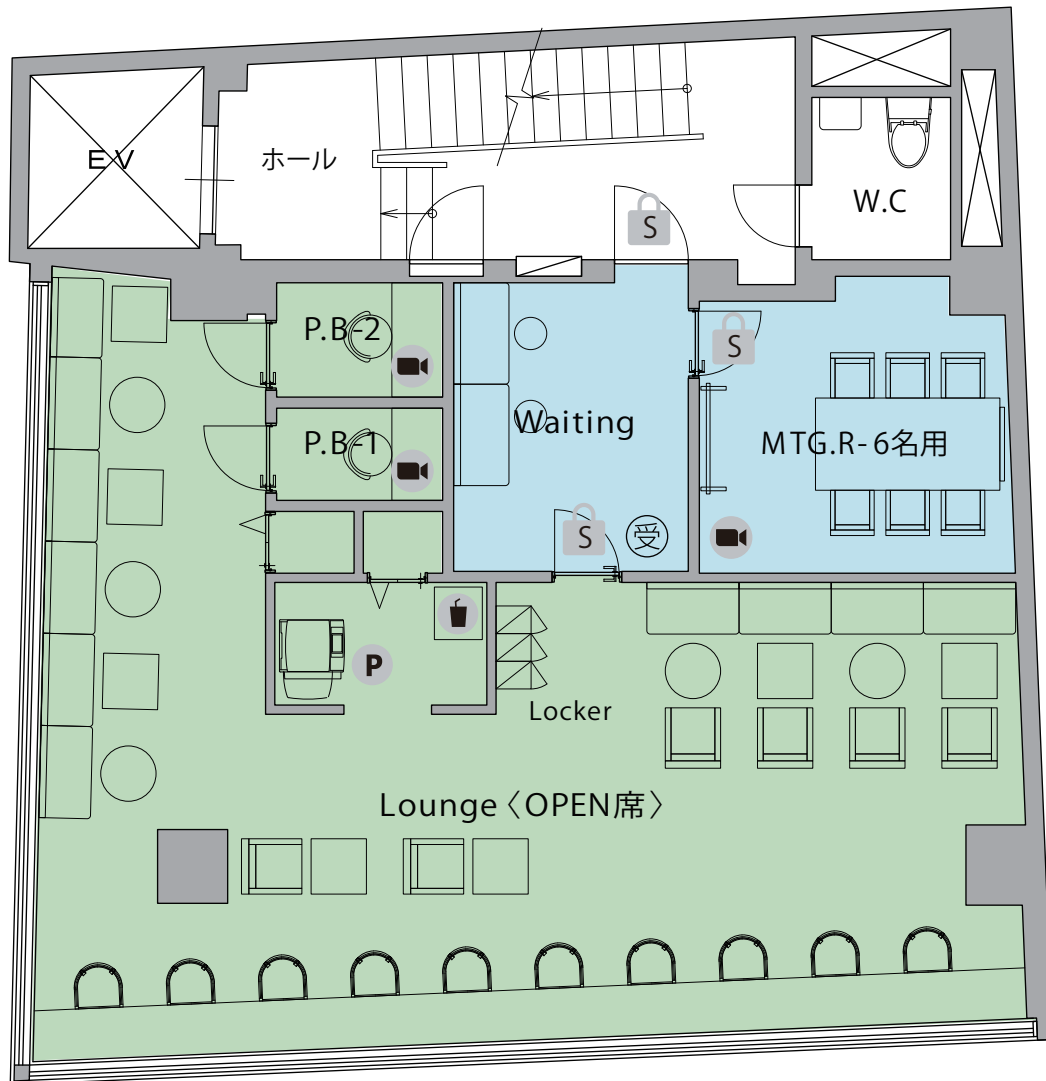 EV
ホール
W.C
S
P.B-2
S
P.B-1
Waiting
MTG.R-6名用
S
受
P
Locker
Lounge〈OPEN席〉